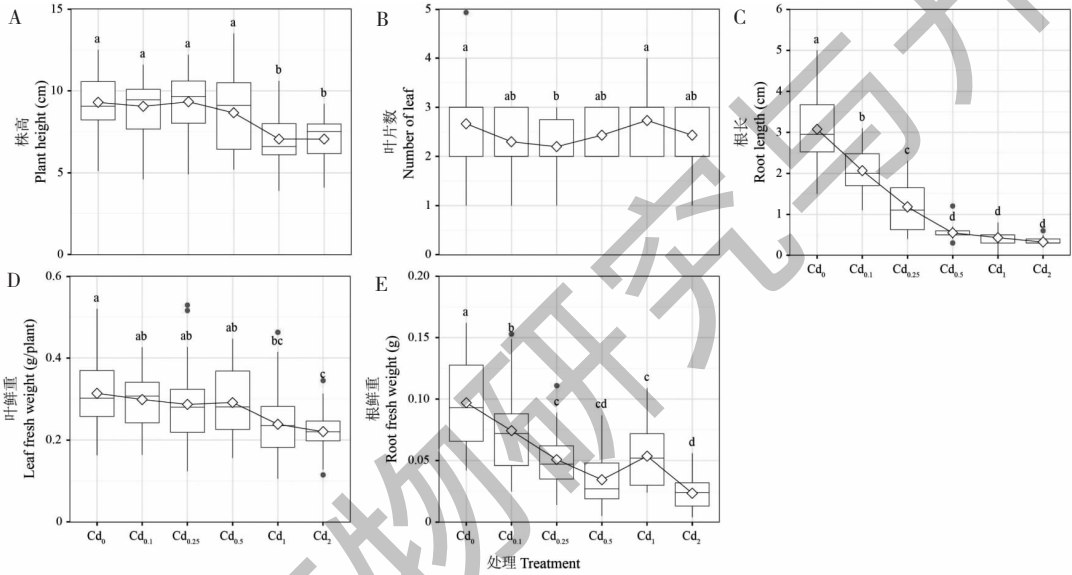 A
15
10
5
0
株高
Plant height (cm)
a a a a b b
B
5
4
3
2
1
0
叶片数
Number of leaf
a ab b ab a ab
C
6
5
4
3
2
1
0
根长
Root length (cm)
a b c d d d
Cd0 Cd0.1 Cd0.25 Cd0.5 Cd1 Cd2
D
0.6
0.4
0.2
0
叶鲜重
Leaf fresh weight (g/plant)
a ab ab ab bc c
Cd0 Cd0.1 Cd0.25 Cd0.5 Cd1 Cd2
E
0.20
0.15
0.10
0.05
0
根鲜重
Root fresh weight (g)
a b c cd c d
Cd0 Cd0.1 Cd0.25 Cd0.5 Cd1 Cd2
处理 Treatment
物研究与